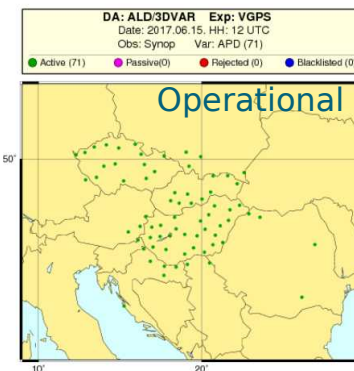 DA: ALD/3DVAR Exp: VGPS
Date: 2017.06.15. HH: 12 UTC
Obs: Synop Var: APD (71)
Active (71) Passive(0) Rejected (0) Blacklisted (0
Operational
50°
10° 20°